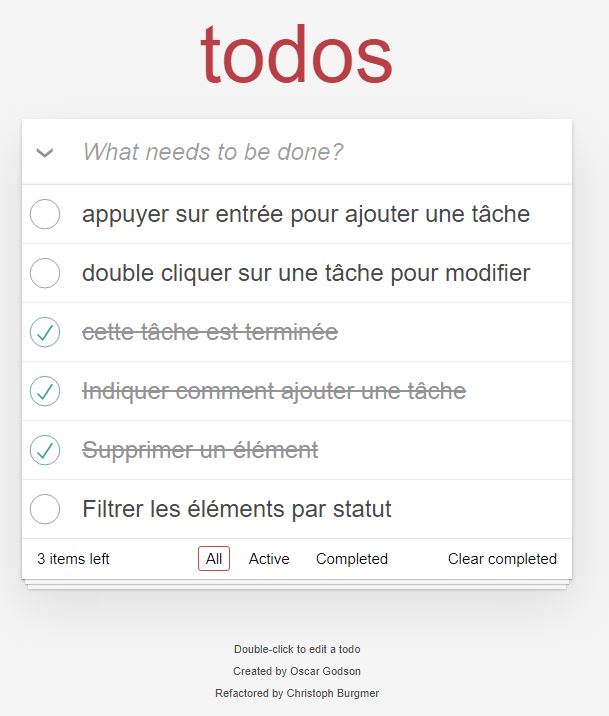 todos
What needs to be done?
appuyer sur entrée pour ajouter une tâche
double cliquer sur une tâche pour modifier
cette tâche est terminée
Indiquer comment ajouter une tâche
Supprimer un élément
Filtrer les éléments par statut
3 items left All Active Completed Clear completed
Double-click to edit a todo
Created by Oscar Godson
Refactored by Christoph Burgmer